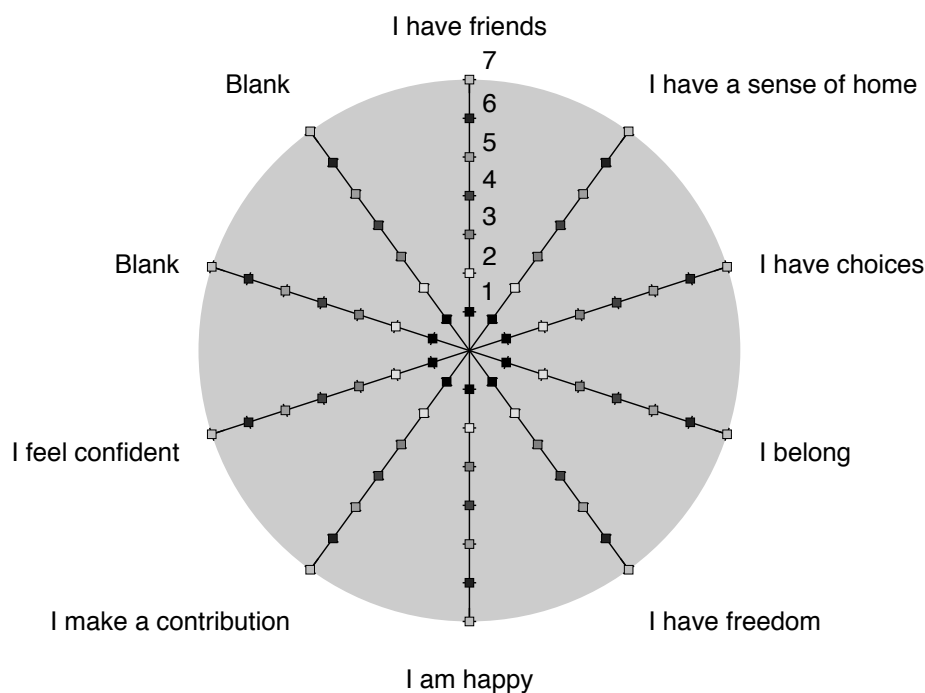 I have friends
7
Blank
I have a sense of home
6
5
4
3
2
Blank
I have choices
1
I feel confident
I belong
I make a contribution
I have freedom
I am happy